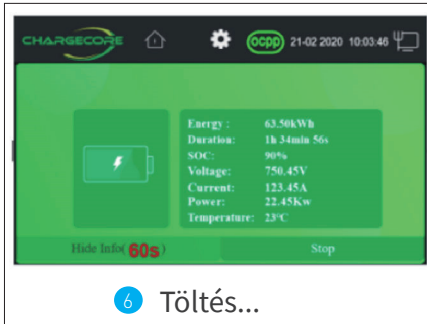 CHARGECORE ocpp 21-02 2020 10:03:46
Energy : 63.50kWh
Duration: 1h 34min 56s
SOC: 90%
Voltage: 750.45V
Current: 123.45A
Power: 22.45Kw
Temperature: 23°C
Hide Info( 60s ) Stop
6 Töltés...